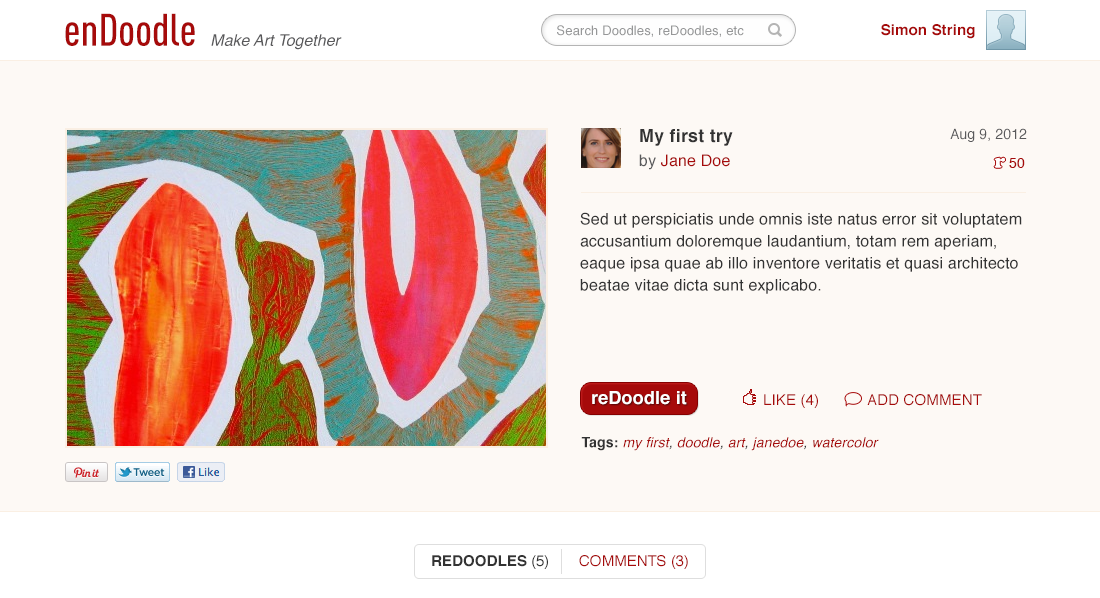 enDoodle
Make Art Together
Search Doodles, reDoodles, etc
Simon String
My first try
Aug 9, 2012
by Jane Doe
50
Sed ut perspiciatis unde omnis iste natus error sit voluptatem
accusantium doloremque laudantium, totam rem aperiam,
eaque ipsa quae ab illo inventore veritatis et quasi architecto
beatae vitae dicta sunt explicabo.
reDoodle it
LIKE (4)
ADD COMMENT
Tags: my first, doodle, art, janedoe, watercolor
Pin it
Tweet
Like
REDOODLES (5)
COMMENTS (3)